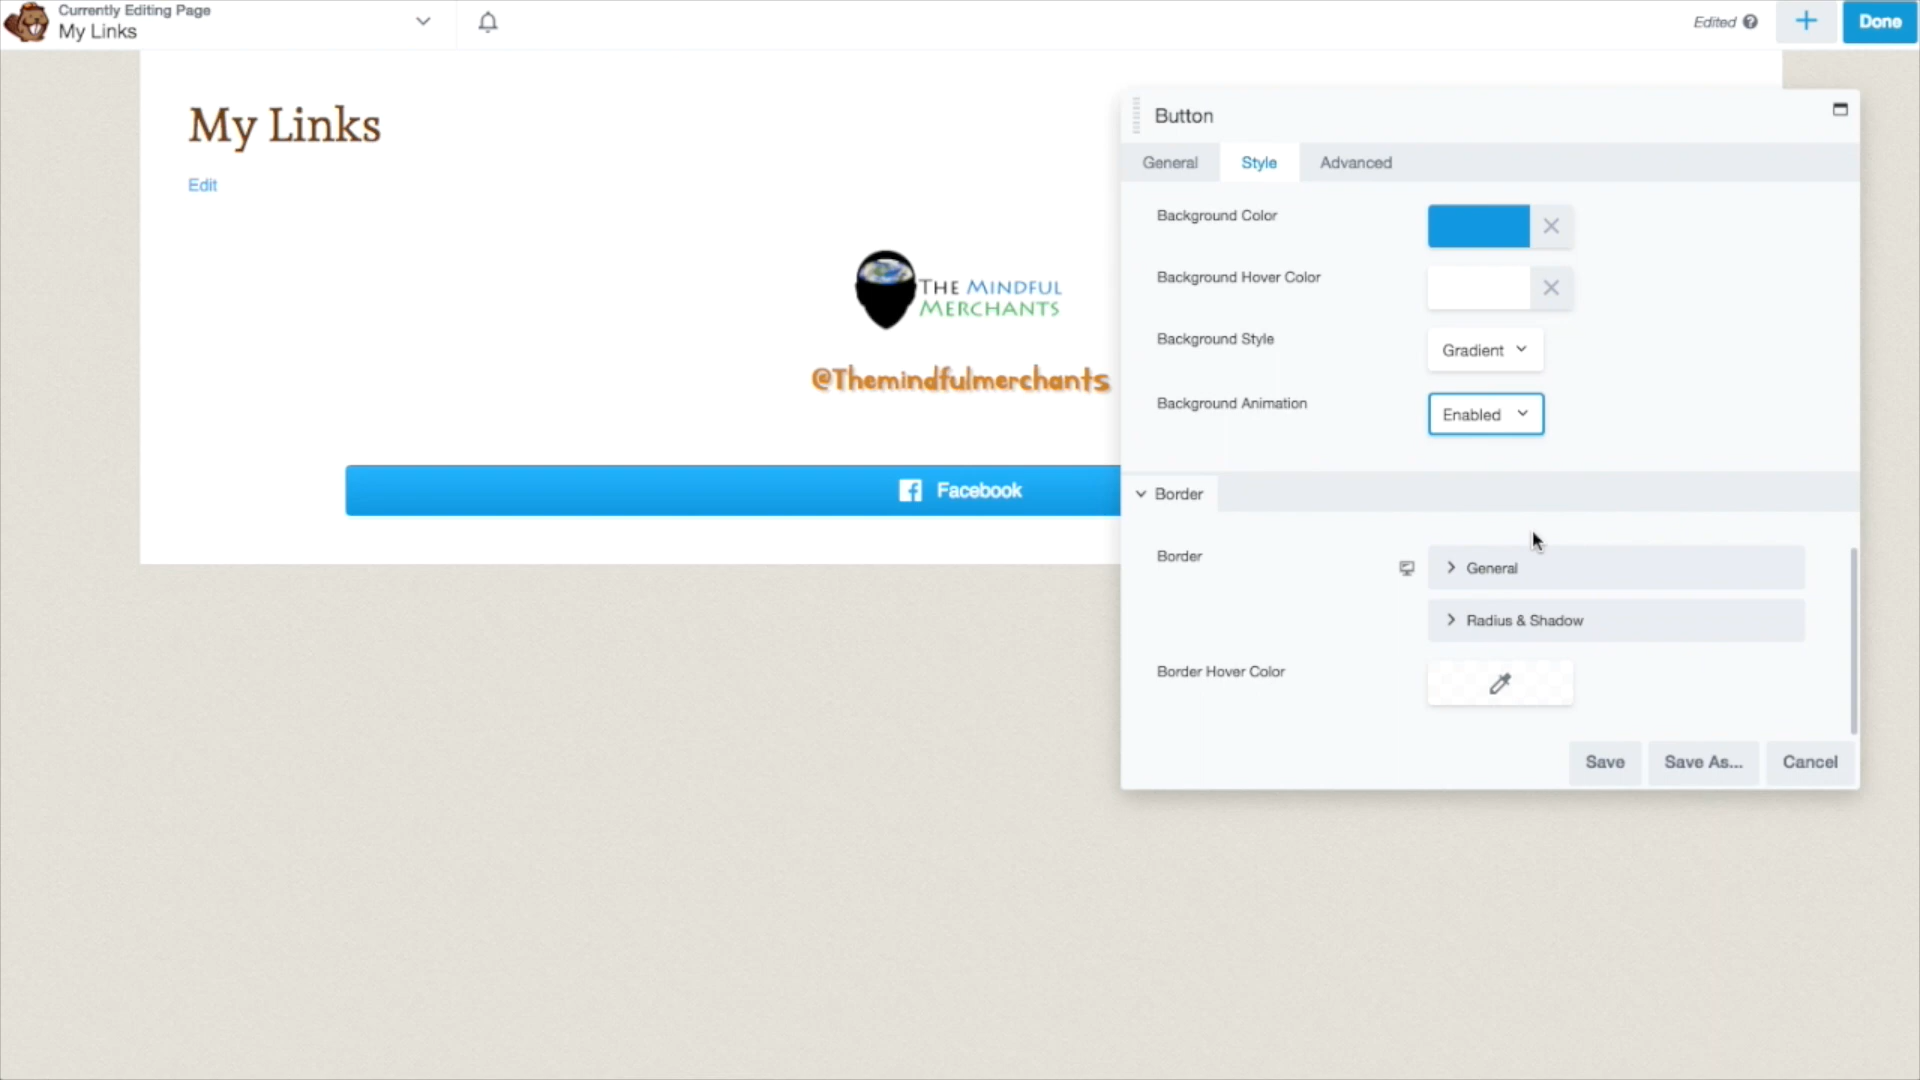 Currently Editing Page
My Links
Edited
Done
My Links
Edit
THE MINDFUL
MERCHANTS
@Themindfulmerchants
Facebook
Button
General
Style
Advanced
Background Color
Background Hover Color
Background Style
Gradient
Background Animation
Enabled
Border
Border
General
Radius & Shadow
Border Hover Color
Save
Save As...
Cancel